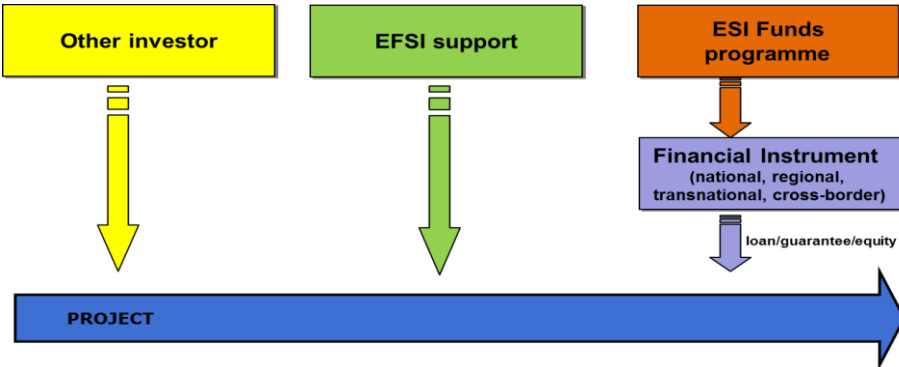 Other investor
EFSI support
ESI Funds
programme
Financial Instrument
(national, regional,
transnational, cross-border)
loan/guarantee/equity
PROJECT